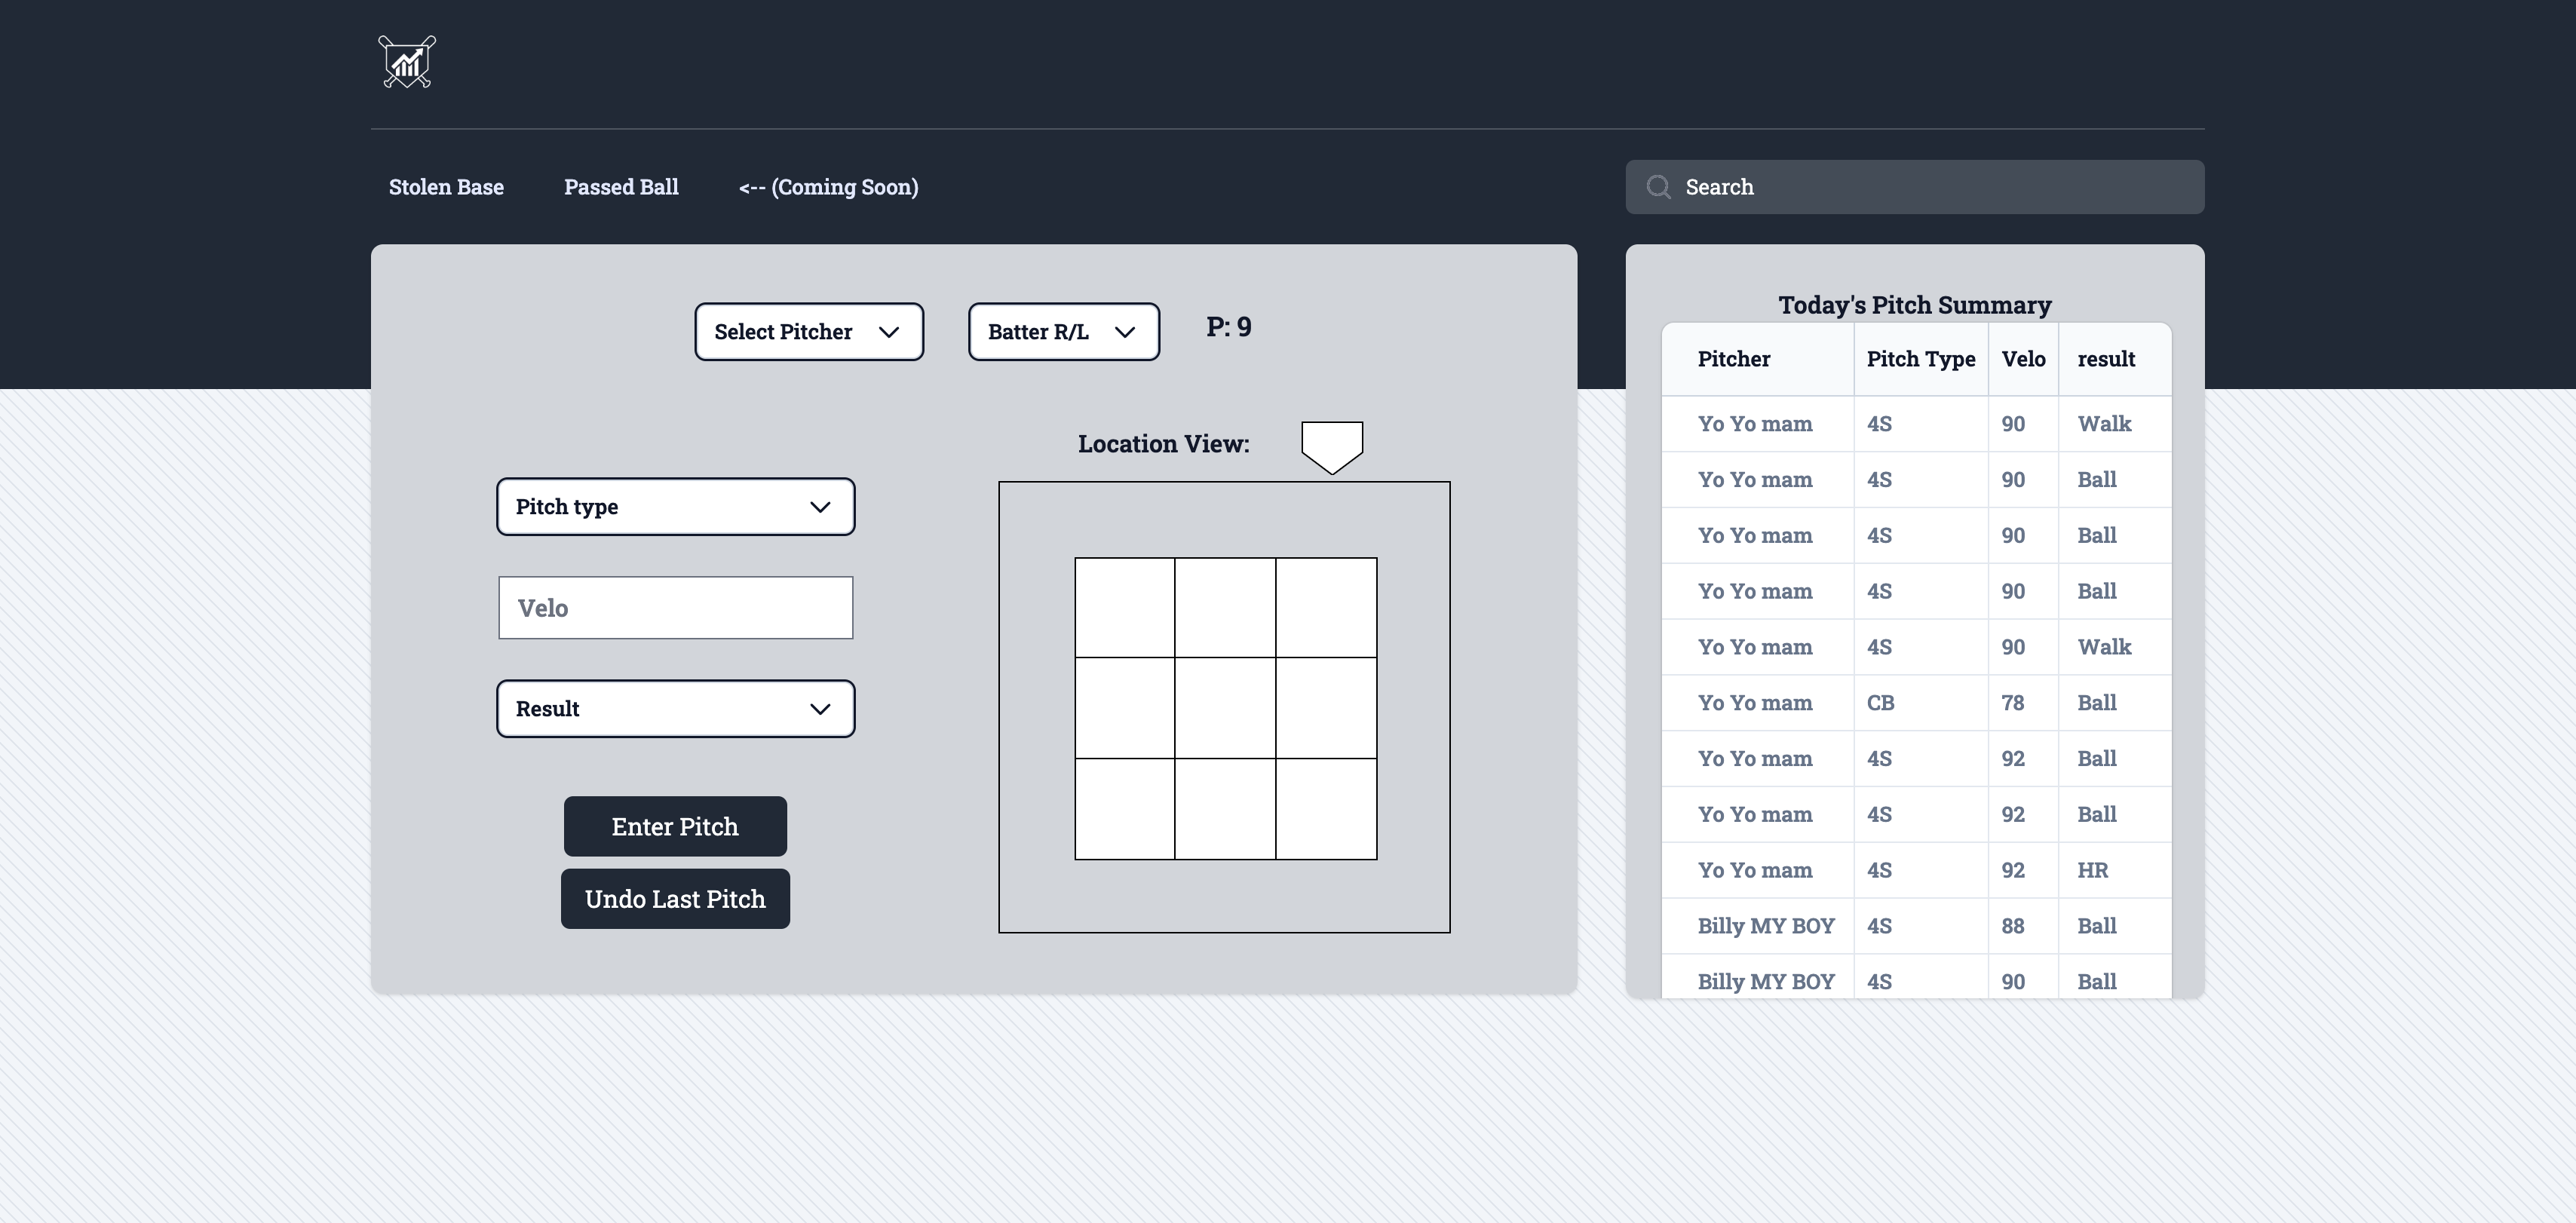 Stolen Base Passed Ball <-- (Coming Soon)
Search
Select Pitcher Batter R/L P: 9
Location View:
Pitch type
Velo
Result
Enter Pitch
Undo Last Pitch
Today's Pitch Summary
Pitcher Pitch Type Velo result
Yo Yo mam 4S 90 Walk
Yo Yo mam 4S 90 Ball
Yo Yo mam 4S 90 Ball
Yo Yo mam 4S 90 Ball
Yo Yo mam 4S 90 Walk
Yo Yo mam CB 78 Ball
Yo Yo mam 4S 92 Ball
Yo Yo mam 4S 92 Ball
Yo Yo mam 4S 92 HR
Billy MY BOY 4S 88 Ball
Billy MY BOY 4S 90 Ball